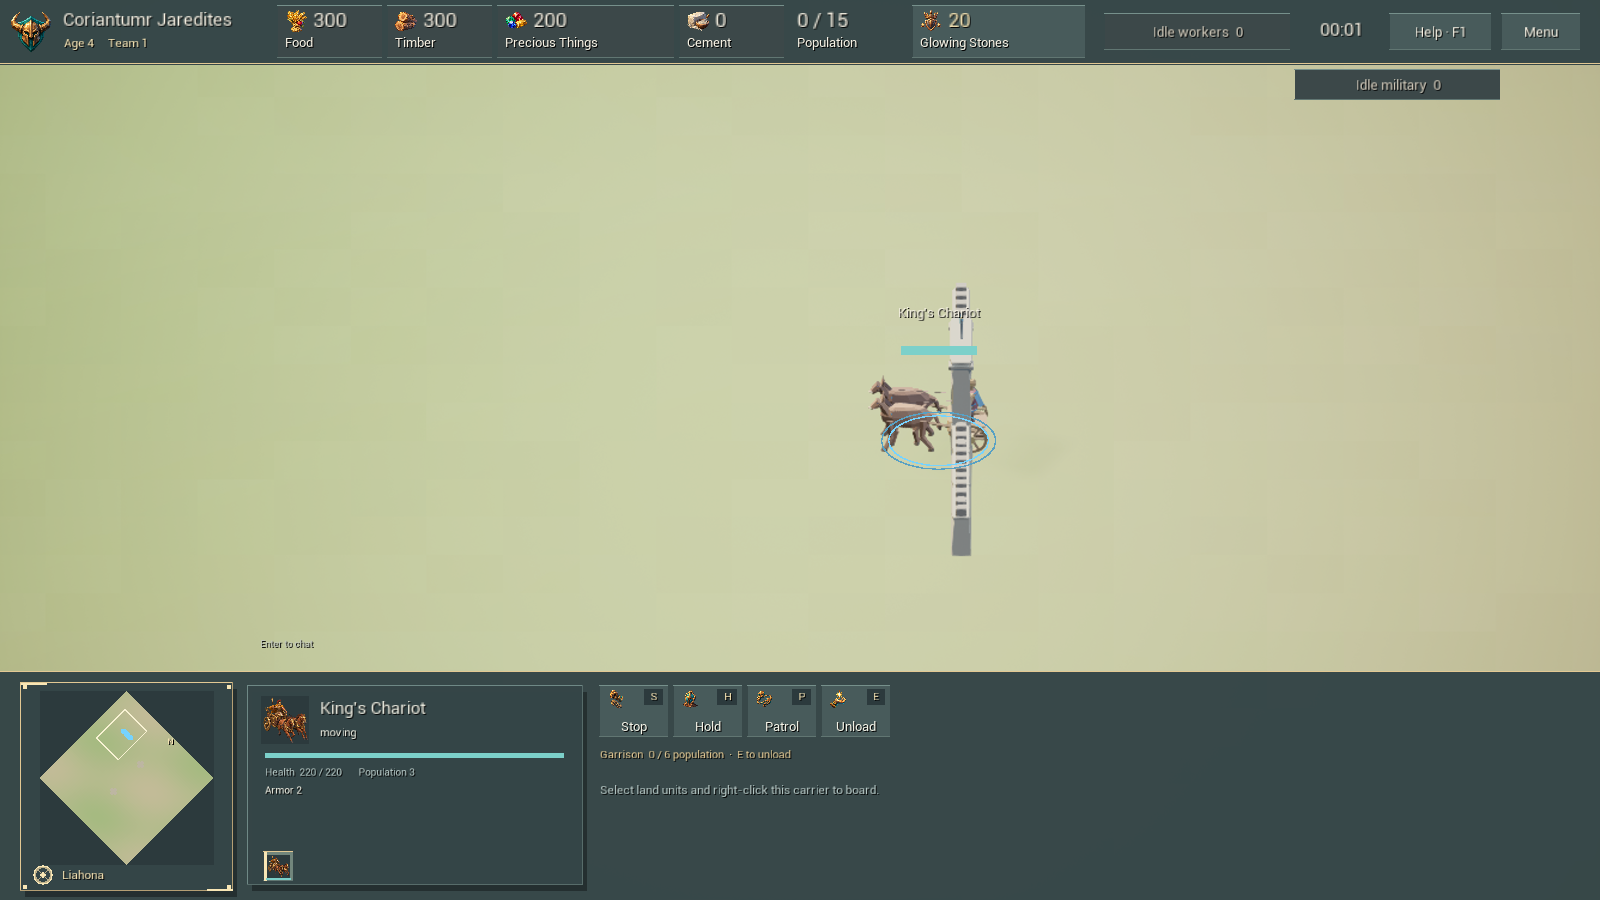 Coriantumr Jaredites
Age 4 Team 1
300
Food
300
Timber
200
Precious Things
0
Cement
0 / 15
Population
20
Glowing Stones
Idle workers 0
00:01
Help · F1
Menu
Idle military 0
King's Chariot
Enter to chat
N
Liahona
King's Chariot
moving
Health 220 / 220 Population 3
Armor 2
S
Stop
H
Hold
P
Patrol
E
Unload
Garrison 0 / 6 population · E to unload
Select land units and right-click this carrier to board.